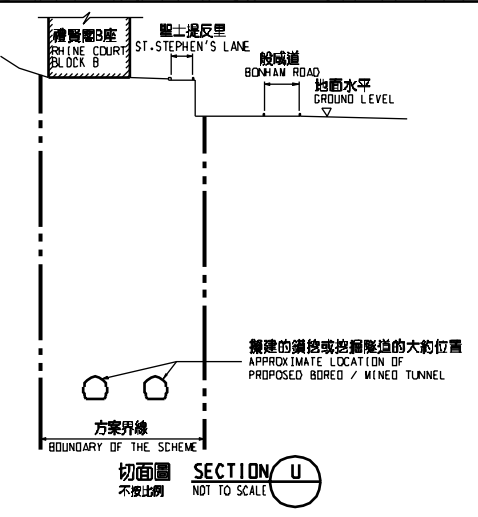 禮賢閣B座
RHINE COURT
BLOCK B
聖士提反里
ST.STEPHEN'S LANE
般咸道
BONHAM ROAD
地面水平
GROUND LEVEL
擬建的鑽挖或挖掘隧道的大約位置
APPROXIMATE LOCATION OF
PROPOSED BORED / MINED TUNNEL
方案界線
BOUNDARY OF THE SCHEME
切面圖 SECTION U
不按比例 NOT TO SCALE